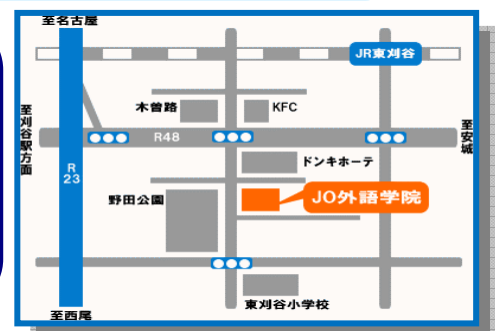 至名古屋
JR東刈谷
木曽路
KFC
至刈谷駅方面
R48
至安城
ドンキホーテ
R
23
野田公園
JO外語学院
東刈谷小学校
至西尾